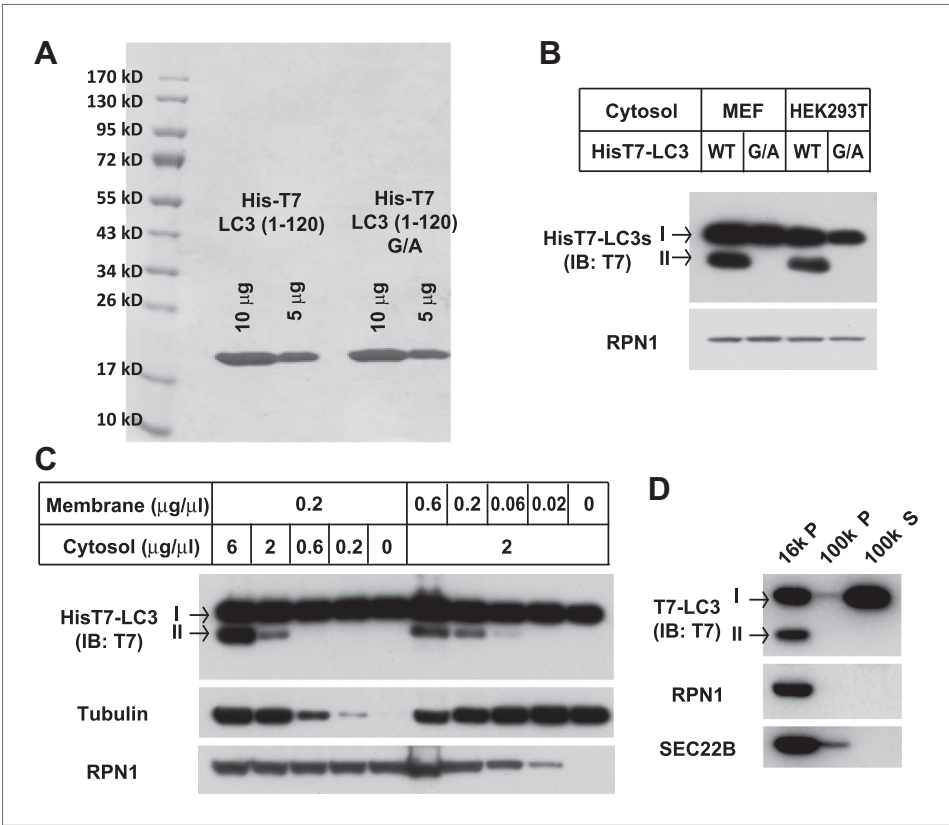 A
170 kD
130 kD
95 kD
72 kD
55 kD
43 kD
34 kD
26 kD
17 kD
10 kD
His-T7
LC3 (1-120)
His-T7
LC3 (1-120)
G/A
10 μg
5 μg
10 μg
5 μg
B
Cytosol MEF HEK293T
HisT7-LC3 WT G/A WT G/A
HisT7-LC3s I
(IB: T7) II
RPN1
C
Membrane (μg/μl) 0.2 0.6 0.2 0.06 0.02 0
Cytosol (μg/μl) 6 2 0.6 0.2 0 2
HisT7-LC3 I
(IB: T7) II
Tubulin
RPN1
D
16k P 100k P 100k S
T7-LC3 I
(IB: T7) II
RPN1
SEC22B